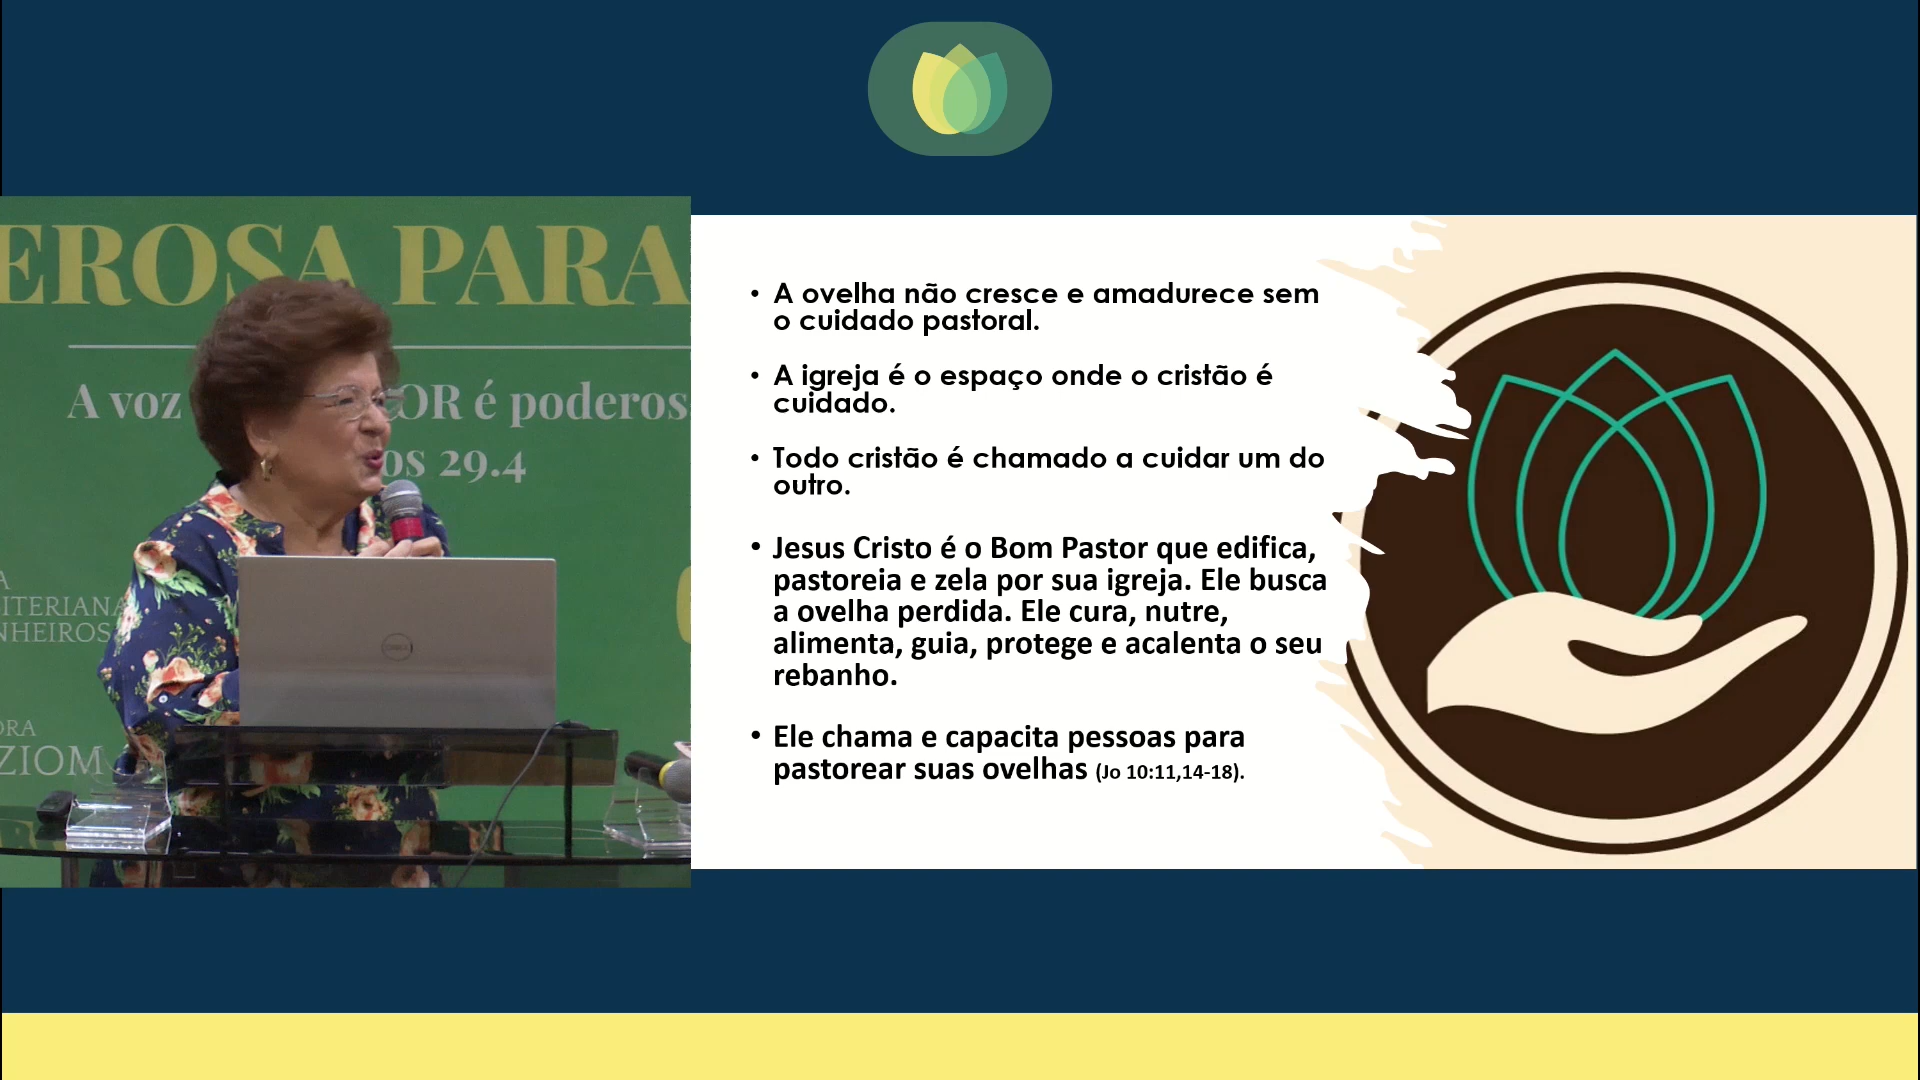 EROSA PARA
A voz OR é poderos
os 29.4
A
ITERIANA
NHEIROS
ORA
ZIOM
DELL
• A ovelha não cresce e amadurece sem
o cuidado pastoral.
• A igreja é o espaço onde o cristão é
cuidado.
• Todo cristão é chamado a cuidar um do
outro.
• Jesus Cristo é o Bom Pastor que edifica,
pastoreia e zela por sua igreja. Ele busca
a ovelha perdida. Ele cura, nutre,
alimenta, guia, protege e acalenta o seu
rebanho.
• Ele chama e capacita pessoas para
pastorear suas ovelhas (Jo 10:11,14-18).